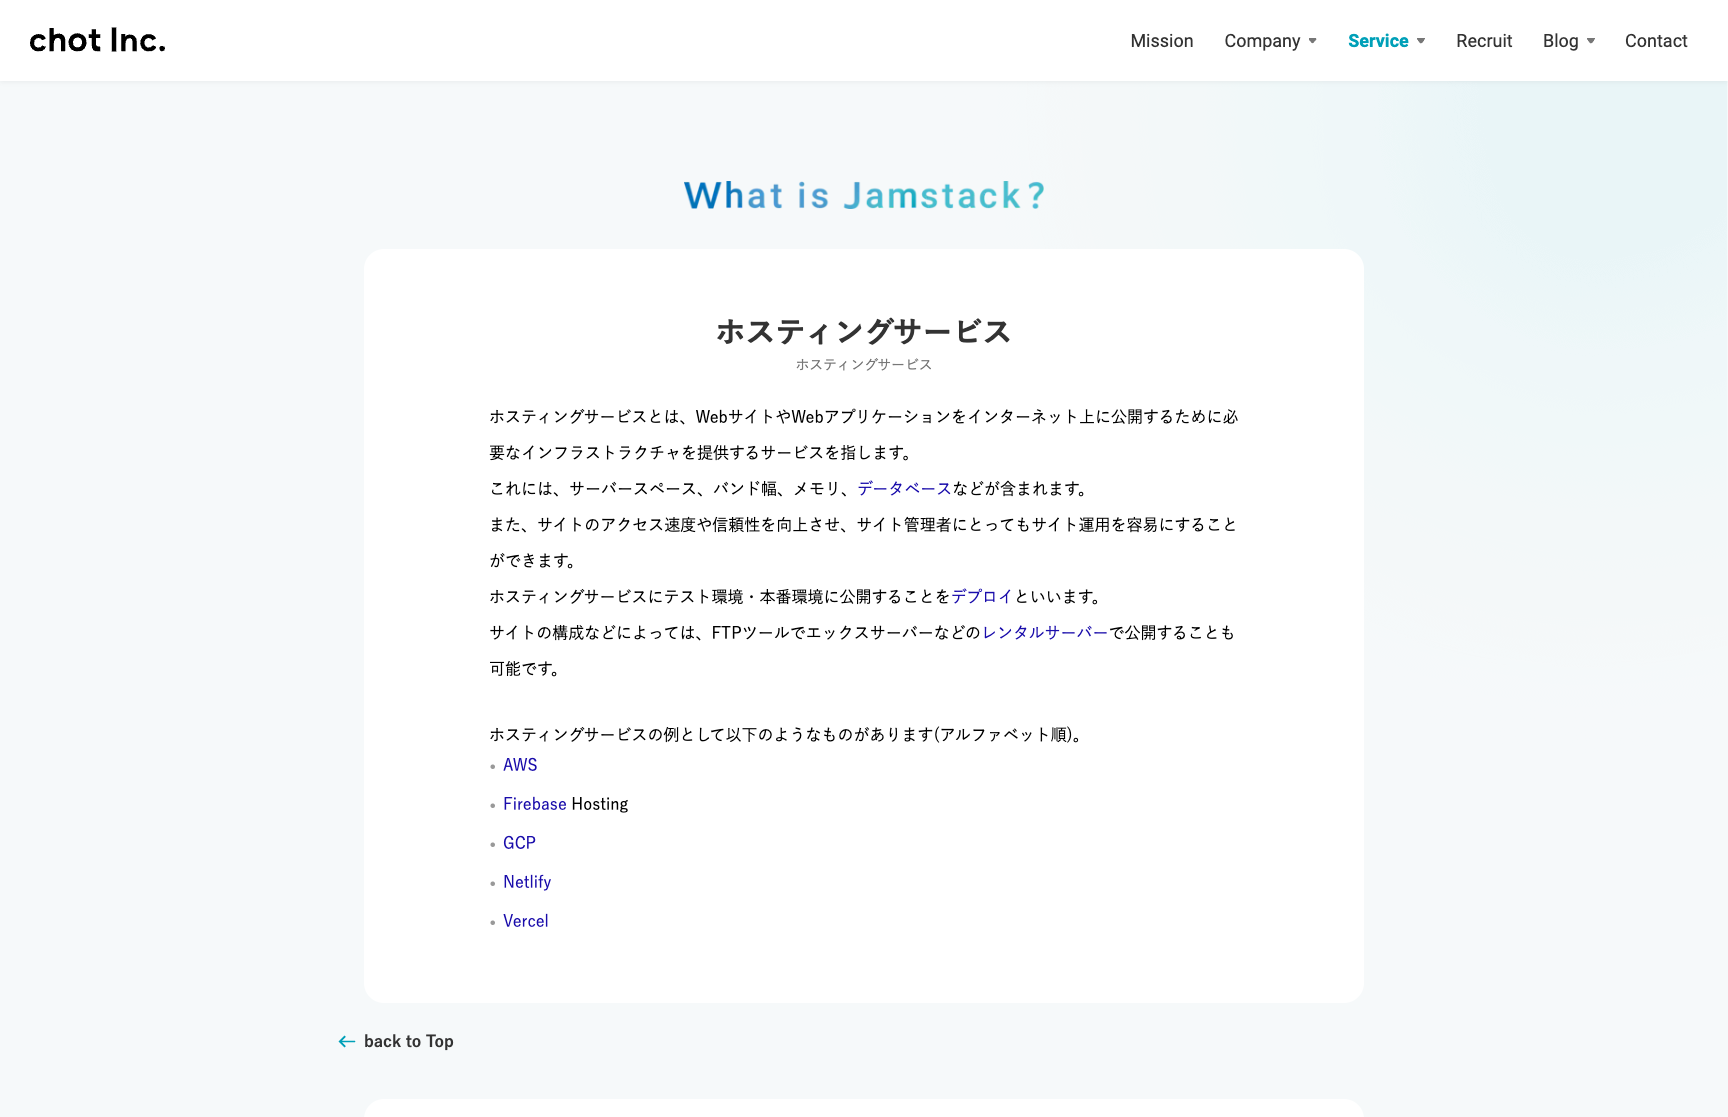 chot Inc.
Mission Company Service Recruit Blog Contact
What is Jamstack?
ホスティングサービス
ホスティングサービス
ホスティングサービスとは、WebサイトやWebアプリケーションをインターネット上に公開するために必
要なインフラストラクチャを提供するサービスを指します。
これには、サーバースペース、バンド幅、メモリ、データベースなどが含まれます。
また、サイトのアクセス速度や信頼性を向上させ、サイト管理者にとってもサイト運用を容易にすること
ができます。
ホスティングサービスにテスト環境・本番環境に公開することをデプロイといいます。
サイトの構成などによっては、FTPツールでエックスサーバーなどのレンタルサーバーで公開することも
可能です。
ホスティングサービスの例として以下のようなものがあります(アルファベット順)。
• AWS
• Firebase Hosting
• GCP
• Netlify
• Vercel
← back to Top